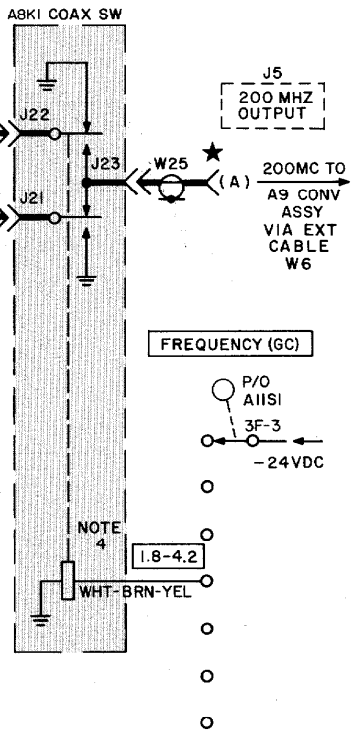 A8K1 COAX SW
J22
J21
J23
W25
J5
200 MHZ
OUTPUT
(A)
200MC TO
A9 CONV
ASSY
VIA EXT
CABLE
W6
FREQUENCY (GC)
P/O
A11S1
3F-3
-24VDC
NOTE
4
1.8-4.2
WHT-BRN-YEL